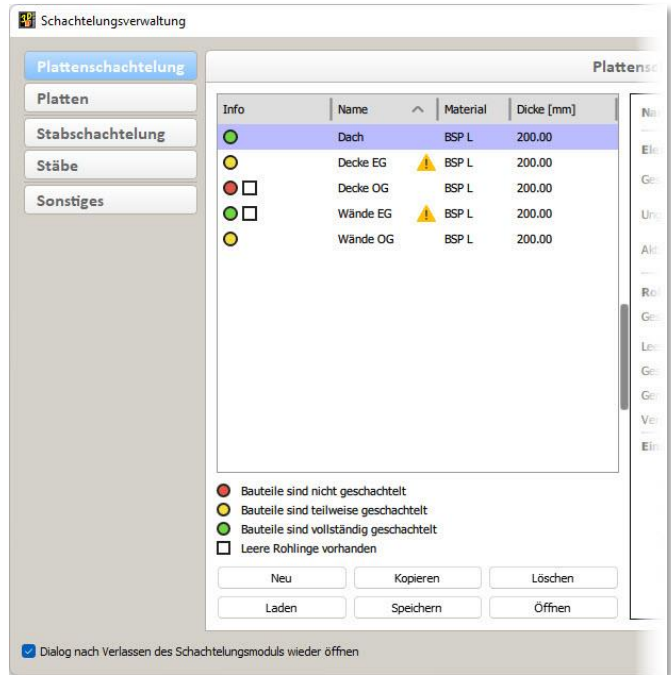 Schachtelungsverwaltung
Plattenschachtelung
Platten
Stabschachtelung
Stäbe
Sonstiges
Info Name Material Dicke [mm]
Dach BSP L 200.00
Decke EG BSP L 200.00
Decke OG BSP L 200.00
Wände EG BSP L 200.00
Wände OG BSP L 200.00
Bauteile sind nicht geschachtelt
Bauteile sind teilweise geschachtelt
Bauteile sind vollständig geschachtelt
Leere Rohlinge vorhanden
Neu Kopieren Löschen
Laden Speichern Öffnen
Dialog nach Verlassen des Schachtelungsmoduls wieder öffnen